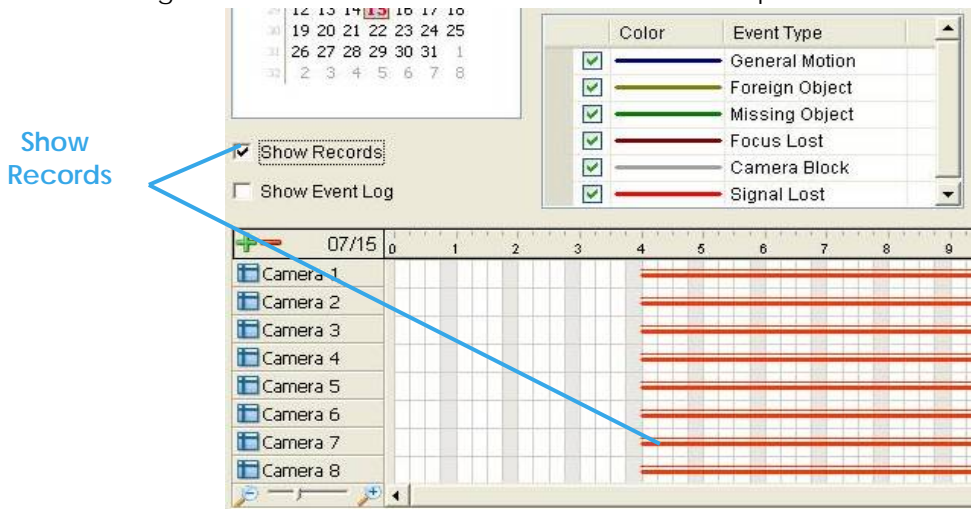 29 12 13 14 15 16 17 18
30 19 20 21 22 23 24 25
31 26 27 28 29 30 31 1
32 2 3 4 5 6 7 8
Color Event Type
General Motion
Foreign Object
Missing Object
Focus Lost
Camera Block
Signal Lost
Show
Records
Show Records
Show Event Log
07/15 0 1 2 3 4 5 6 7 8 9
Camera 1
Camera 2
Camera 3
Camera 4
Camera 5
Camera 6
Camera 7
Camera 8